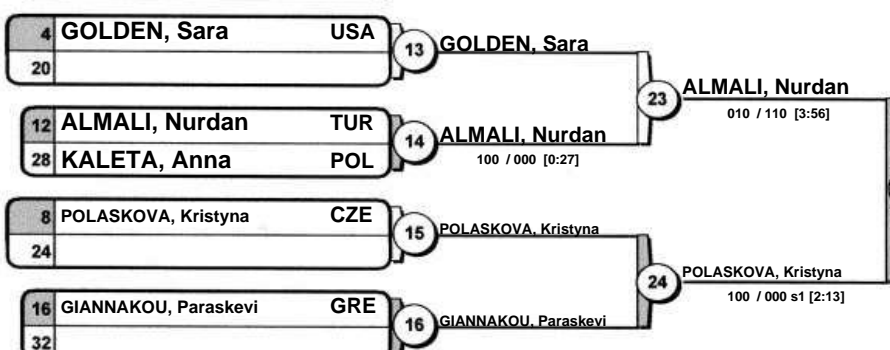 4 GOLDEN, Sara USA
20
13 GOLDEN, Sara
12 ALMALI, Nurdan TUR
28 KALETA, Anna POL
14 ALMALI, Nurdan
100 / 000 [0:27]
23 ALMALI, Nurdan
010 / 110 [3:56]
8 POLASKOVA, Kristyna CZE
24
15 POLASKOVA, Kristyna
16 GIANNAKOU, Paraskevi GRE
32
16 GIANNAKOU, Paraskevi
24 POLASKOVA, Kristyna
100 / 000 s1 [2:13]